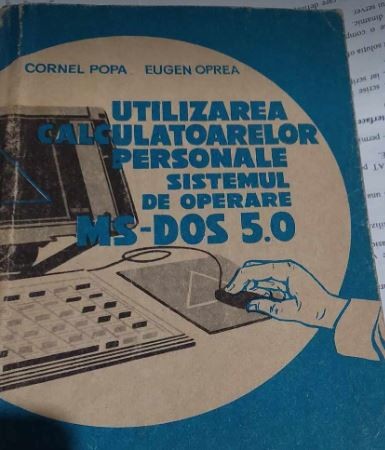 CORNEL POPA EUGEN OPREA
UTILIZAREA
CALCULATOARELOR
PERSONALE
SISTEMUL
DE OPERARE
MS-DOS 5.0